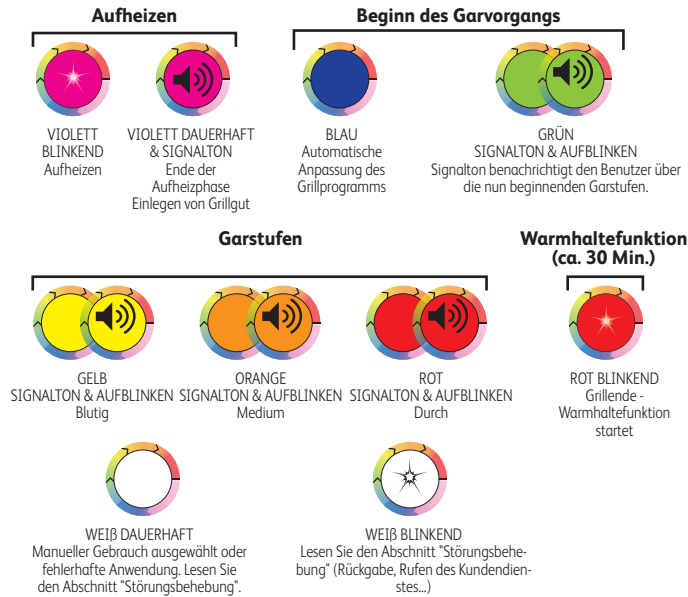 Aufheizen
Beginn des Garvorgangs
VIOLETT
BLINKEND
Aufheizen
VIOLETT DAUERHAFT
& SIGNALTON
Ende der
Aufheizphase
Einlegen von Grillgut
BLAU
Automatische
Anpassung des
Grillprogramms
GRÜN
SIGNALTON & AUFBLINKEN
Signalton benachrichtigt den Benutzer über
die nun beginnenden Garstufen.
Garstufen
Warmhaltefunktion
(ca. 30 Min.)
GELB
SIGNALTON & AUFBLINKEN
Blutig
ORANGE
SIGNALTON & AUFBLINKEN
Medium
ROT
SIGNALTON & AUFBLINKEN
Durch
ROT BLINKEND
Grillende -
Warmhaltefunktion
startet
WEIß DAUERHAFT
Manueller Gebrauch ausgewählt oder
fehlerhafte Anwendung. Lesen Sie
den Abschnitt "Störungsbehebung".
WEIß BLINKEND
Lesen Sie den Abschnitt "Störungsbehe-
bung" (Rückgabe, Rufen des Kundendien-
stes...)